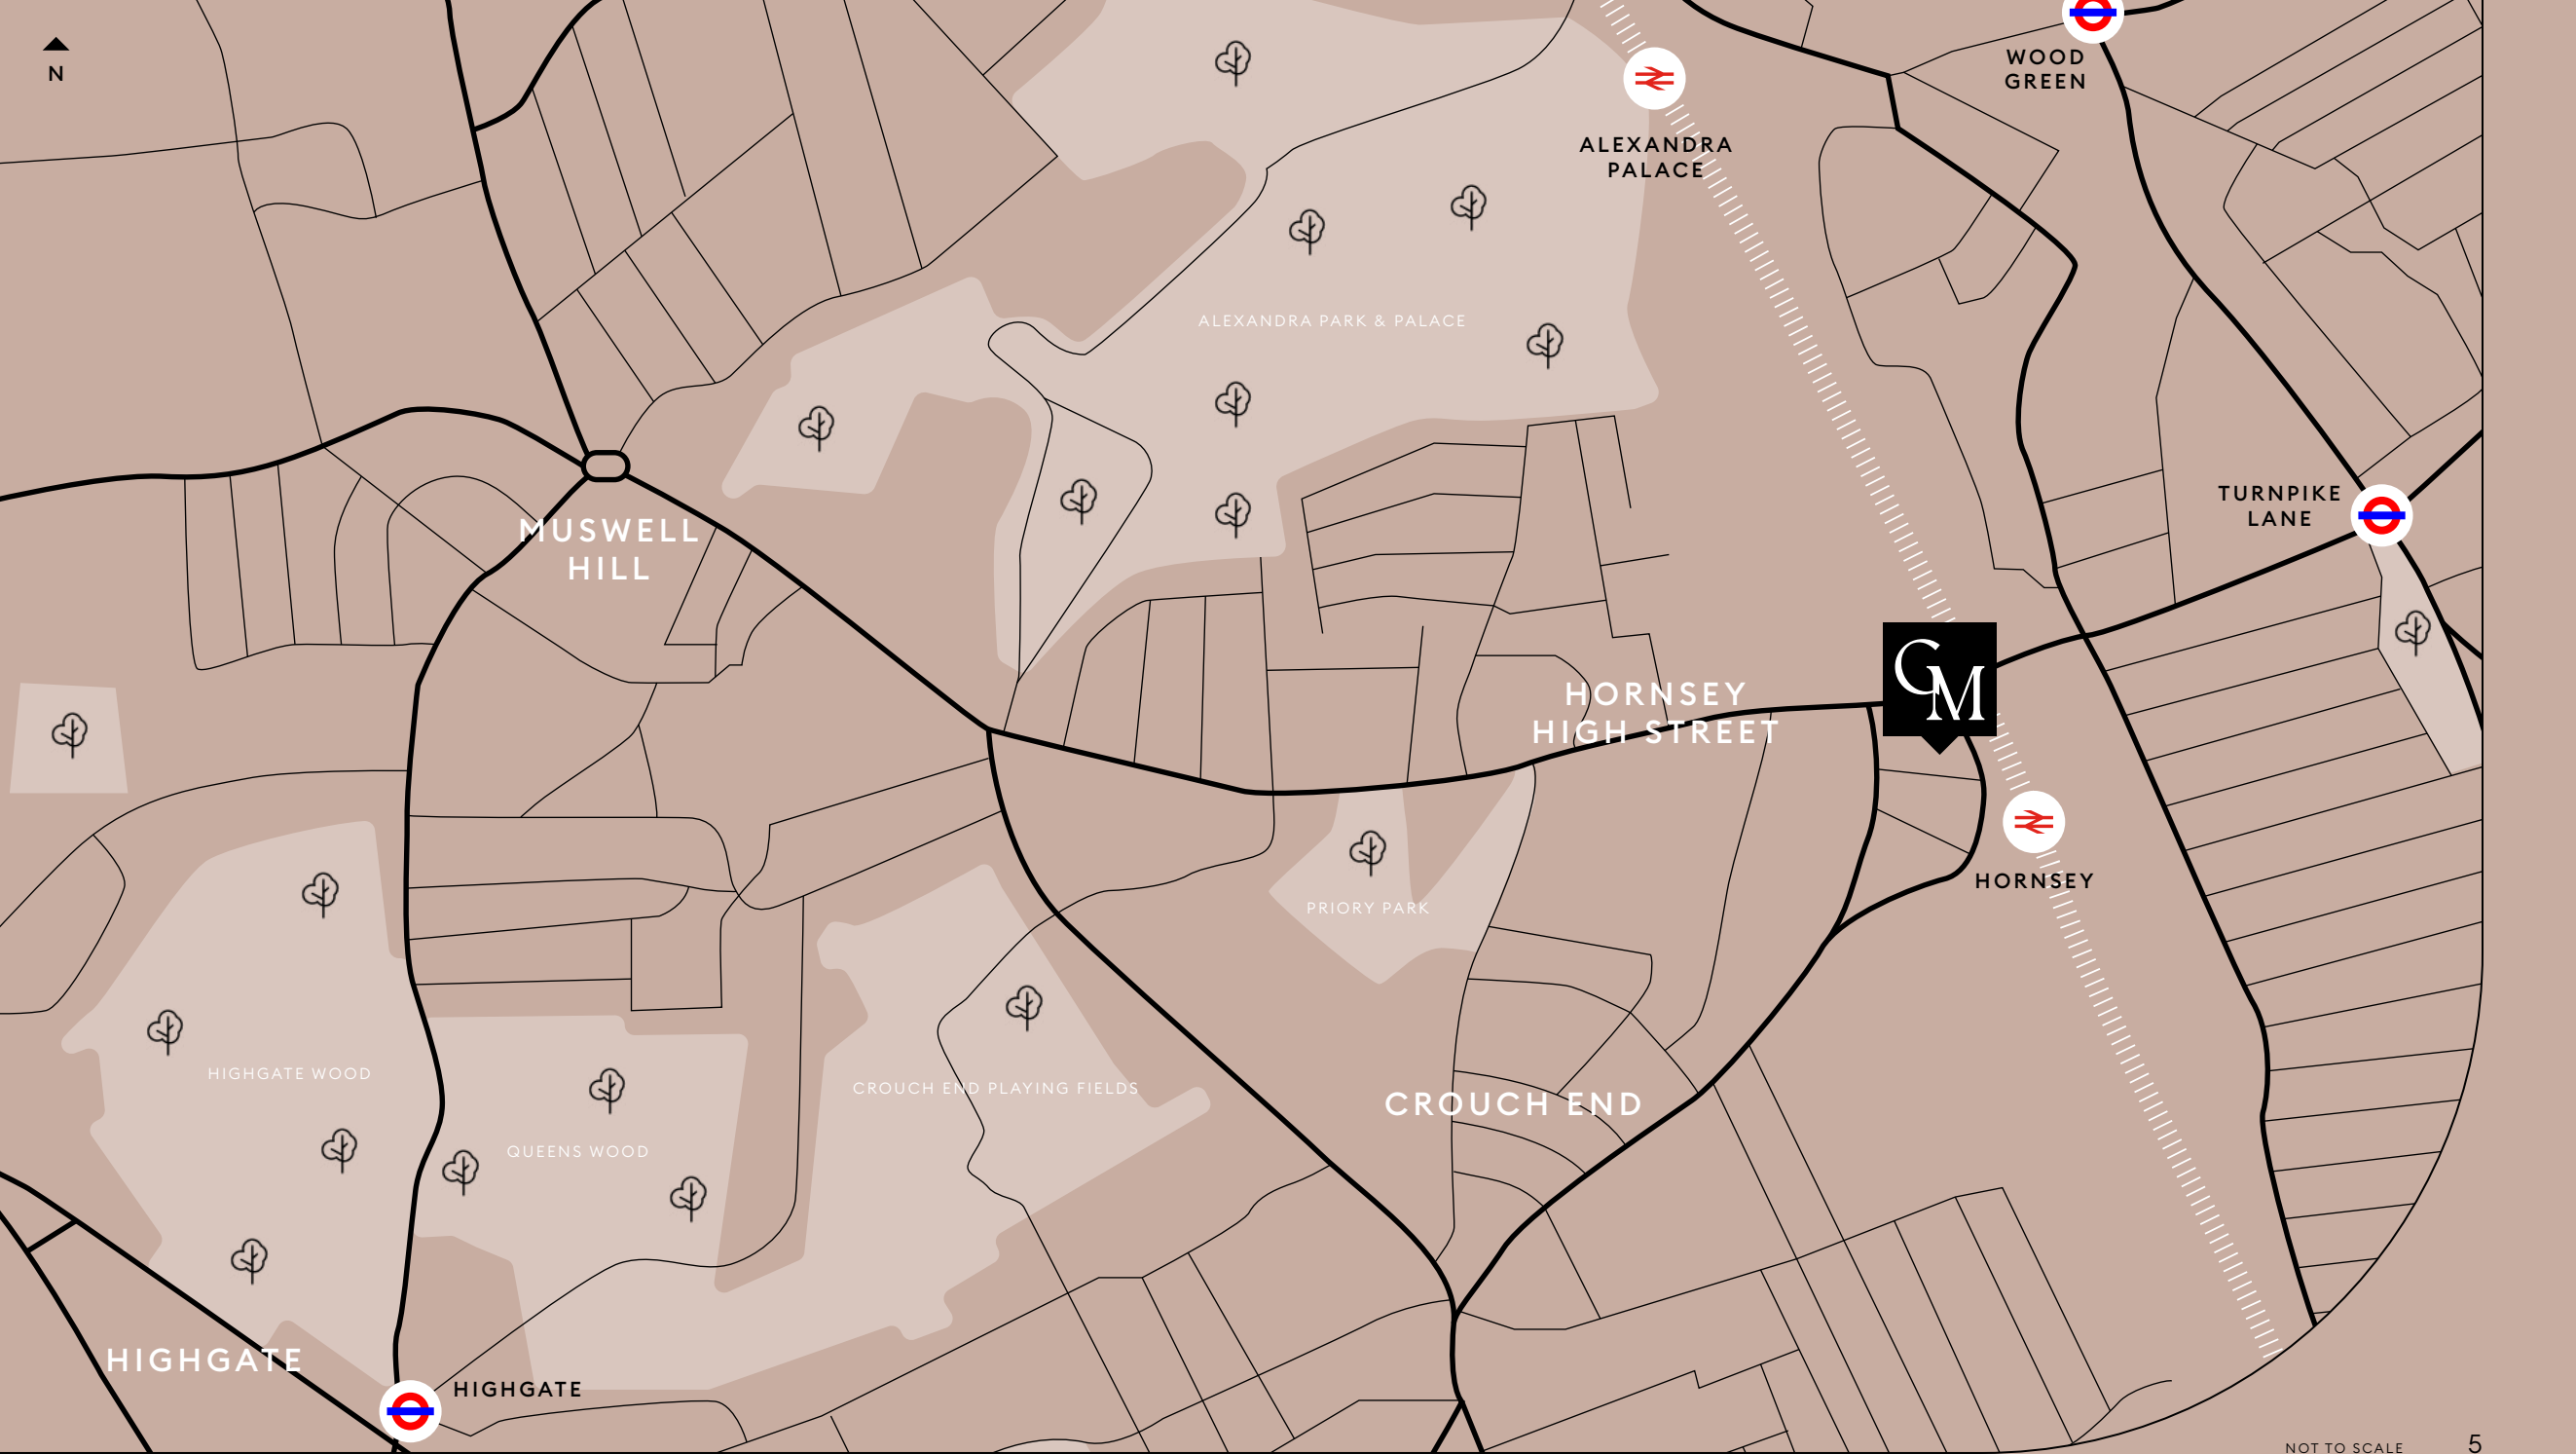 N
WOOD
GREEN
ALEXANDRA
PALACE
ALEXANDRA PARK & PALACE
TURNPIKE
LANE
MUSWELL
HILL
GM
HORNSEY
HIGH STREET
HORNSEY
PRIORY PARK
HIGHGATE WOOD
CROUCH END PLAYING FIELDS
CROUCH END
QUEENS WOOD
HIGHGATE
HIGHGATE
NOT TO SCALE
5